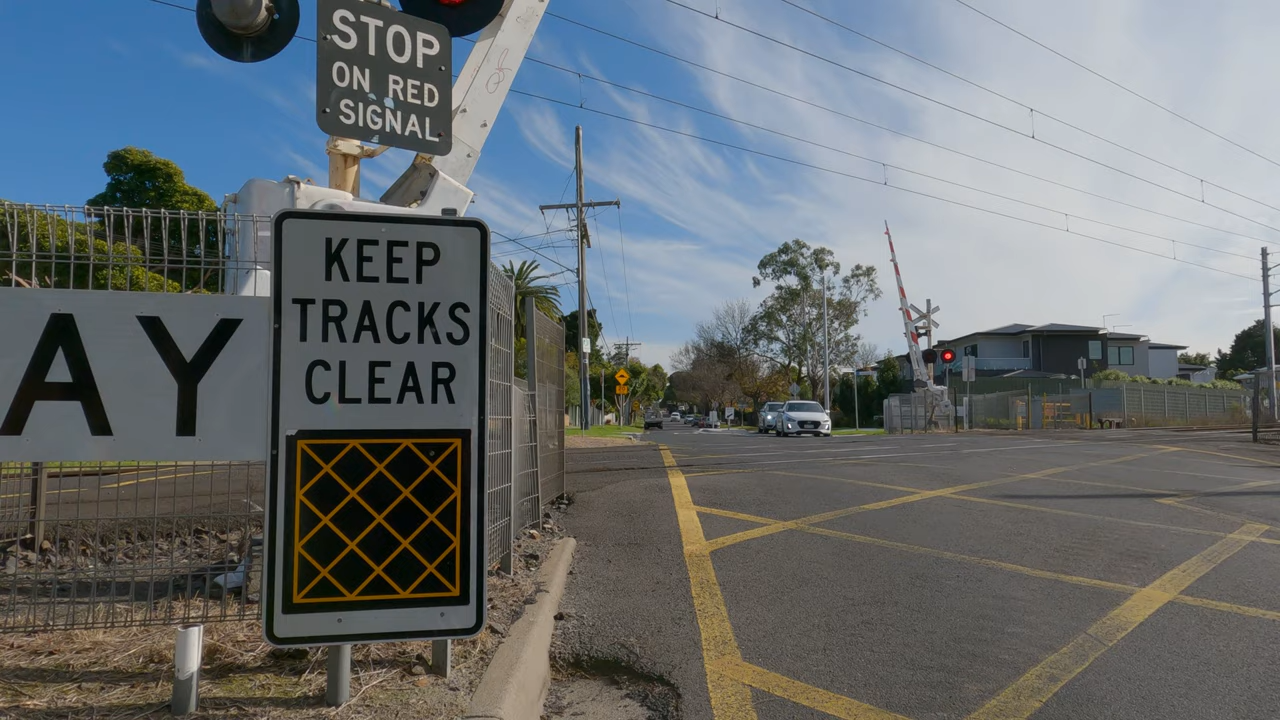 STOP
ON RED
SIGNAL
KEEP
TRACKS
CLEAR
AY